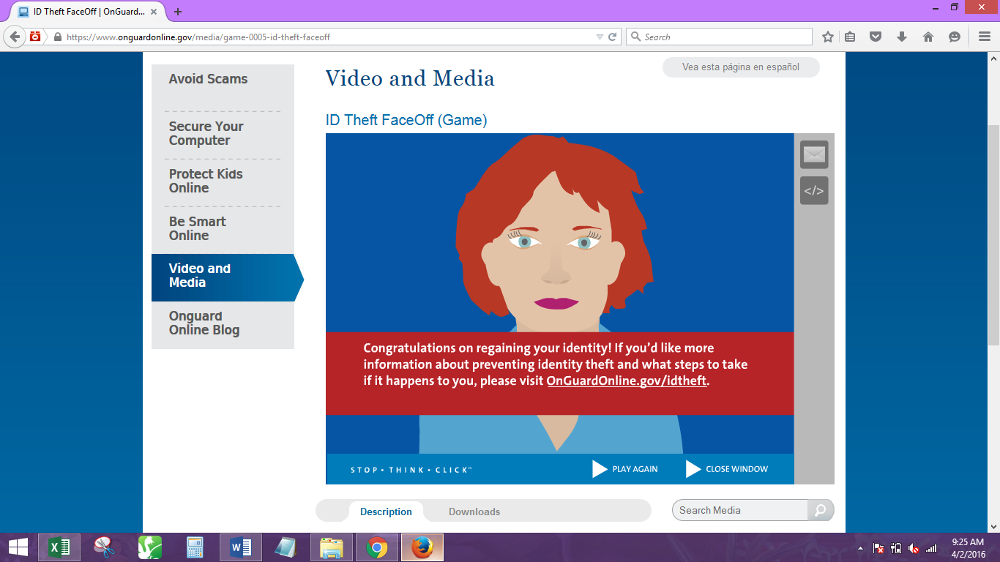 ID Theft FaceOff | OnGuard...
https://www.onguardonline.gov/media/game-0005-id-theft-faceoff
Search
Avoid Scams
Secure Your
Computer
Protect Kids
Online
Be Smart
Online
Video and
Media
Onguard
Online Blog
Video and Media
Vea esta página en español
ID Theft FaceOff (Game)
</>
Congratulations on regaining your identity! If you’d like more
information about preventing identity theft and what steps to take
if it happens to you, please visit OnGuardOnline.gov/idtheft.
STOP • THINK • CLICK™
PLAY AGAIN
CLOSE WINDOW
Description
Downloads
Search Media
9:25 AM
4/2/2016